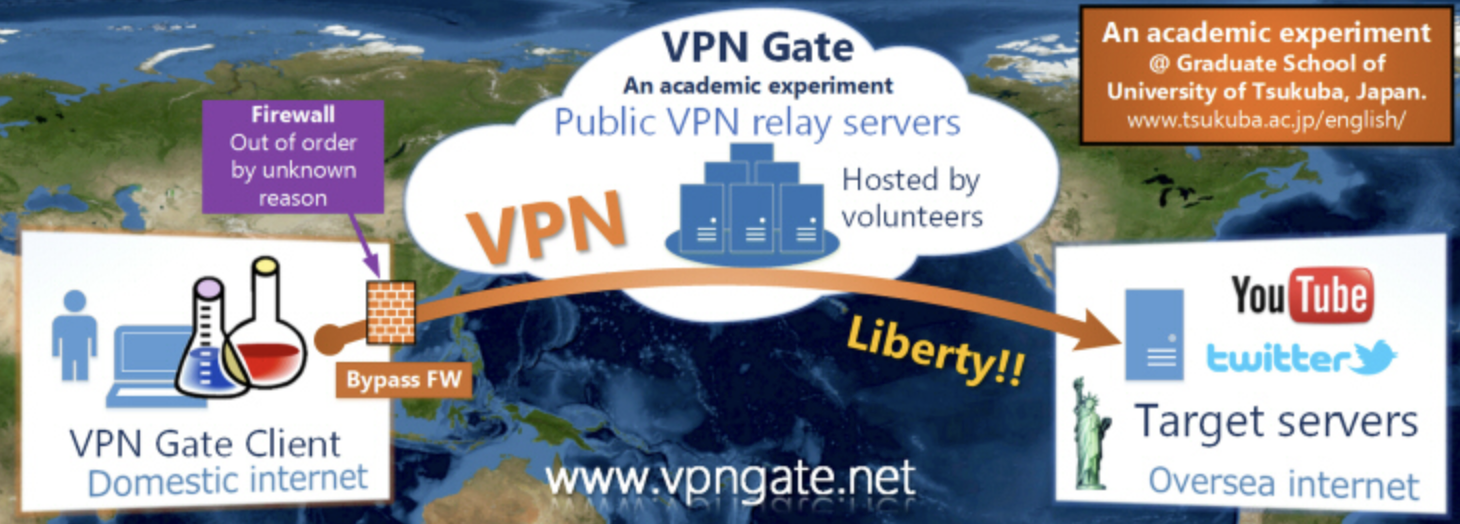 VPN Gate
An academic experiment
Public VPN relay servers
Hosted by
volunteers
VPN
An academic experiment
@ Graduate School of
University of Tsukuba, Japan.
www.tsukuba.ac.jp/english/
Firewall
Out of order
by unknown
reason
Bypass FW
VPN Gate Client
Domestic internet
Liberty!!
www.vpngate.net
YouTube
twitter
Target servers
Oversea internet